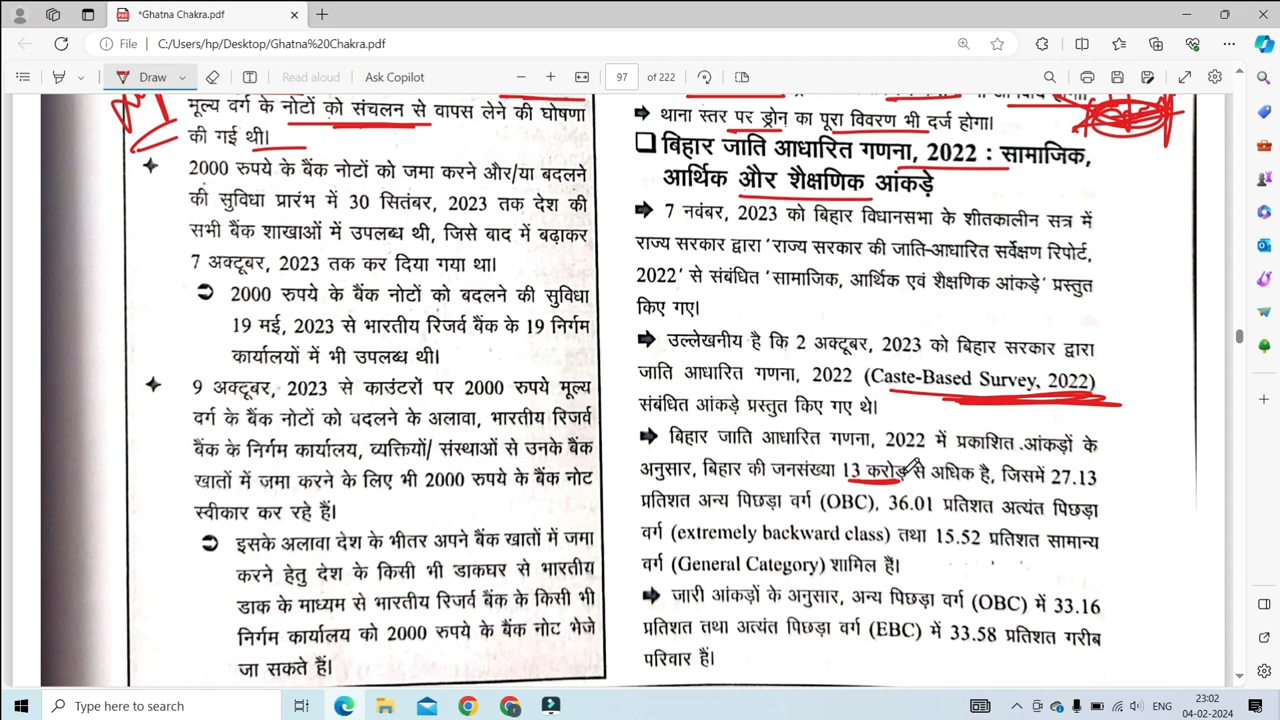 *Ghatna Chakra.pdf
File C:/Users/hp/Desktop/Ghatna%20Chakra.pdf
Draw Read aloud Ask Copilot 97 of 222
मूल्य वर्ग के नोटों को संचलन से वापस लेने की घोषणा
की गई थी।
2000 रुपये के बैंक नोटों को जमा करने और/या बदलने
की सुविधा प्रारंभ में 30 सितंबर, 2023 तक देश की
सभी बैंक शाखाओं में उपलब्ध थी, जिसे बाद में बढ़ाकर
7 अक्टूबर, 2023 तक कर दिया गया था।
2000 रुपये के बैंक नोटों को बदलने की सुविधा
19 मई, 2023 से भारतीय रिजर्व बैंक के 19 निर्गम
कार्यालयों में भी उपलब्ध थी।
9 अक्टूबर, 2023 से काउंटरों पर 2000 रुपये मूल्य
वर्ग के बैंक नोटों को बदलने के अलावा, भारतीय रिजर्व
बैंक के निर्गम कार्यालय, व्यक्तियों/ संस्थाओं से उनके बैंक
खातों में जमा करने के लिए भी 2000 रुपये के बैंक नोट
स्वीकार कर रहे हैं।
इसके अलावा देश के भीतर अपने बैंक खातों में जमा
करने हेतु देश के किसी भी डाकघर से भारतीय
डाक के माध्यम से भारतीय रिजर्व बैंक के किसी भी
निर्गम कार्यालय को 2000 रुपये के बैंक नोट भेजे
जा सकते हैं।
थाना स्तर पर ड्रोन का पूरा विवरण भी दर्ज होगा।
बिहार जाति आधारित गणना, 2022 : सामाजिक,
आर्थिक और शैक्षणिक आंकड़े
7 नवंबर, 2023 को बिहार विधानसभा के शीतकालीन सत्र में
राज्य सरकार द्वारा 'राज्य सरकार की जाति-आधारित सर्वेक्षण रिपोर्ट,
2022' से संबंधित 'सामाजिक, आर्थिक एवं शैक्षणिक आंकड़े' प्रस्तुत
किए गए।
उल्लेखनीय है कि 2 अक्टूबर, 2023 को बिहार सरकार द्वारा
जाति आधारित गणना, 2022 (Caste-Based Survey, 2022)
संबंधित आंकड़े प्रस्तुत किए गए थे।
बिहार जाति आधारित गणना, 2022 में प्रकाशित आंकड़ों के
अनुसार, बिहार की जनसंख्या 13 करोड़ से अधिक है, जिसमें 27.13
प्रतिशत अन्य पिछड़ा वर्ग (OBC), 36.01 प्रतिशत अत्यंत पिछड़ा
वर्ग (extremely backward class) तथा 15.52 प्रतिशत सामान्य
वर्ग (General Category) शामिल हैं।
जारी आंकड़ों के अनुसार, अन्य पिछड़ा वर्ग (OBC) में 33.16
प्रतिशत तथा अत्यंत पिछड़ा वर्ग (EBC) में 33.58 प्रतिशत गरीब
परिवार हैं।
Type here to search
ENG
23:02
04-02-2024